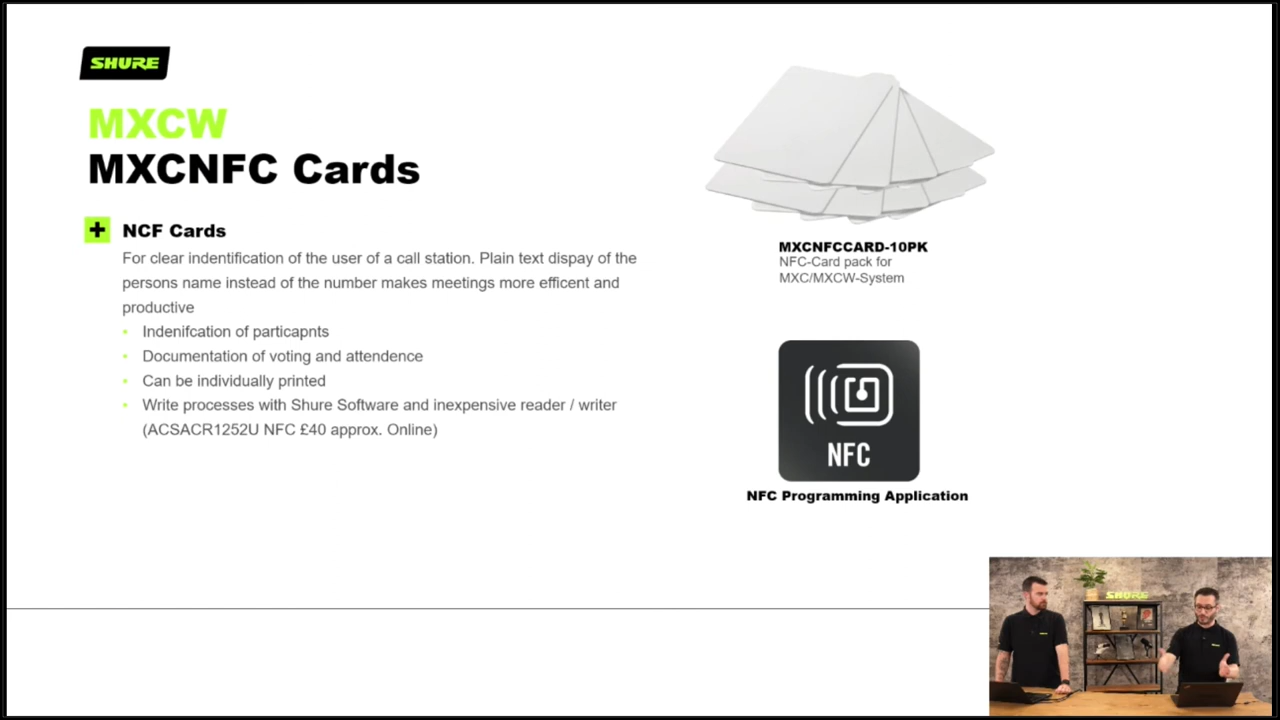 SHURE
MXCW
MXCNFC Cards
+ NCF Cards
For clear indentification of the user of a call station. Plain text dispay of the
persons name instead of the number makes meetings more efficent and
productive
• Indenifcation of particapnts
• Documentation of voting and attendence
• Can be individually printed
• Write processes with Shure Software and inexpensive reader / writer
(ACSACR1252U NFC £40 approx. Online)
MXCNFCCARD-10PK
NFC-Card pack for
MXC/MXCW-System
NFC
NFC Programming Application
SHURE